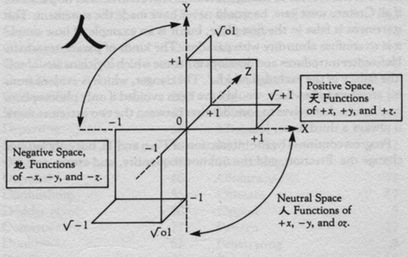 Y
人
√o1
+1
Z
√+1
Positive Space,
天 Functions
of +x, +y, and +z.
−1
0
+1
+1
X
Negative Space,
地 Functions
of −x, −y, and −z.
−1
−1
√−1
√o1
Neutral Space
人 Functions of
+x, −y, and oz.